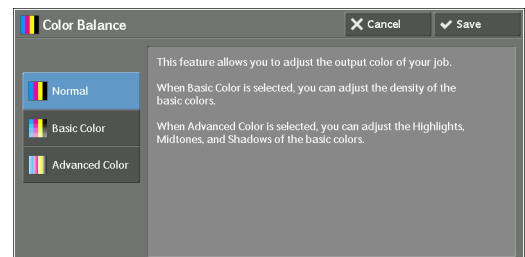 Color Balance
Cancel
Save
Normal
Basic Color
Advanced Color
This feature allows you to adjust the output color of your job.
When Basic Color is selected, you can adjust the density of the
basic colors.
When Advanced Color is selected, you can adjust the Highlights,
Midtones, and Shadows of the basic colors.